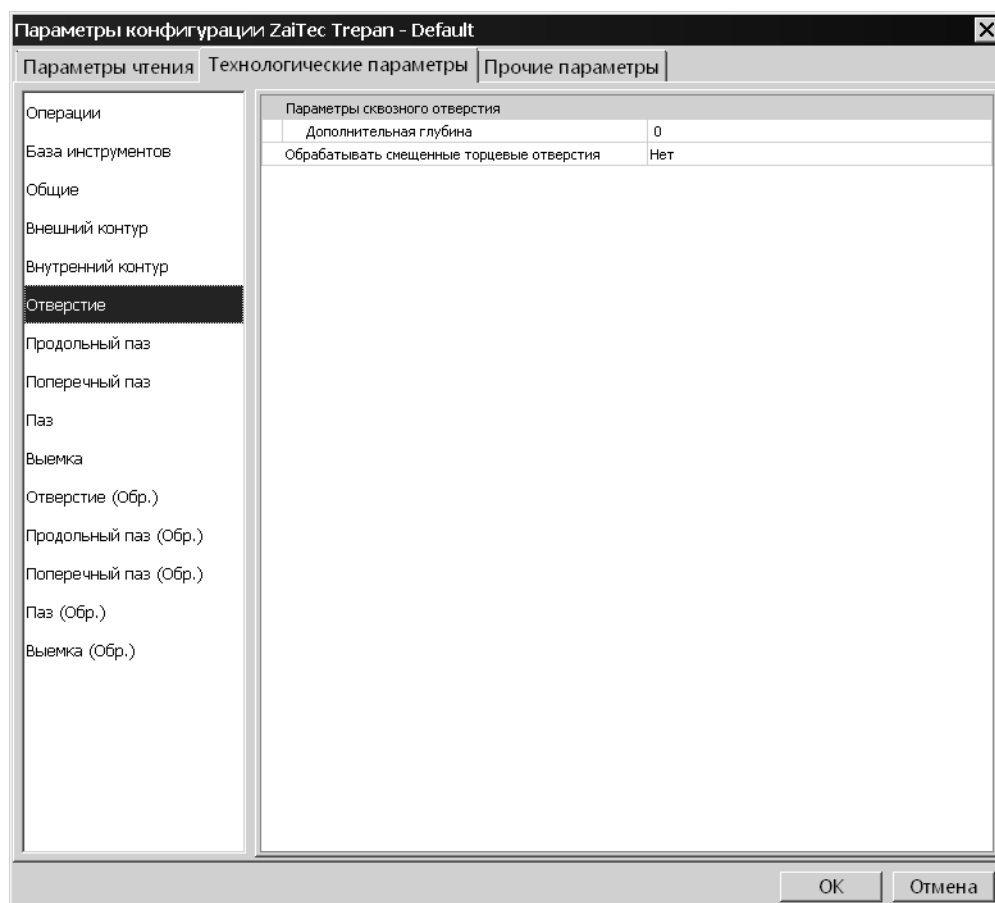 Параметры конфигурации ZaiTec Trepan - Default
Параметры чтения Технологические параметры Прочие параметры
Операции
База инструментов
Общие
Внешний контур
Внутренний контур
Отверстие
Продольный паз
Поперечный паз
Паз
Выемка
Отверстие (Обр.)
Продольный паз (Обр.)
Поперечный паз (Обр.)
Паз (Обр.)
Выемка (Обр.)
Параметры сквозного отверстия
Дополнительная глубина 0
Обрабатывать смещенные торцевые отверстия Нет
OK Отмена